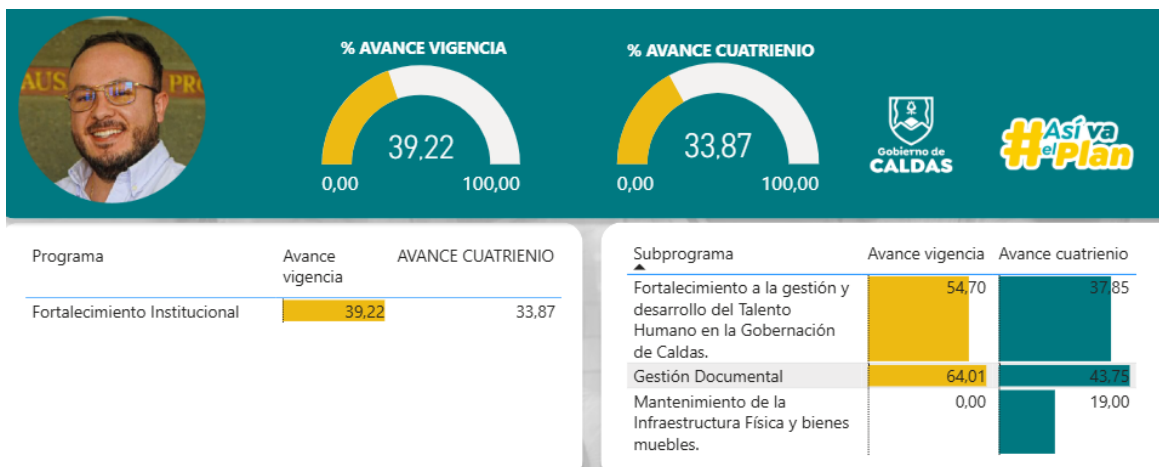 AUS
PRO
% AVANCE VIGENCIA
39,22
0,00
100,00
% AVANCE CUATRIENIO
33,87
0,00
100,00
Gobierno de
CALDAS
#Así va
el Plan
Programa
Avance
vigencia
AVANCE CUATRIENIO
Fortalecimiento Institucional
39,22
33,87
Subprograma
Avance vigencia
Avance cuatrienio
Fortalecimiento a la gestión y
desarrollo del Talento
Humano en la Gobernación
de Caldas.
54,70
37,85
Gestión Documental
64,01
43,75
Mantenimiento de la
Infraestructura Física y bienes
muebles.
0,00
19,00